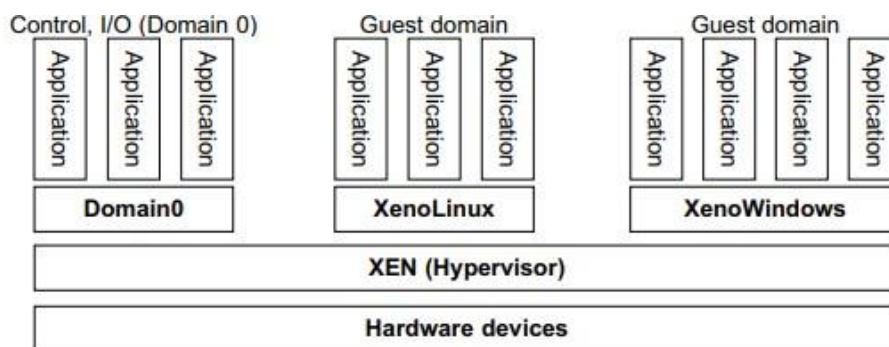 Control, I/O (Domain 0) Guest domain Guest domain
Application Application Application Application Application Application Application Application Application Application
Domain0 XenoLinux XenoWindows
XEN (Hypervisor)
Hardware devices